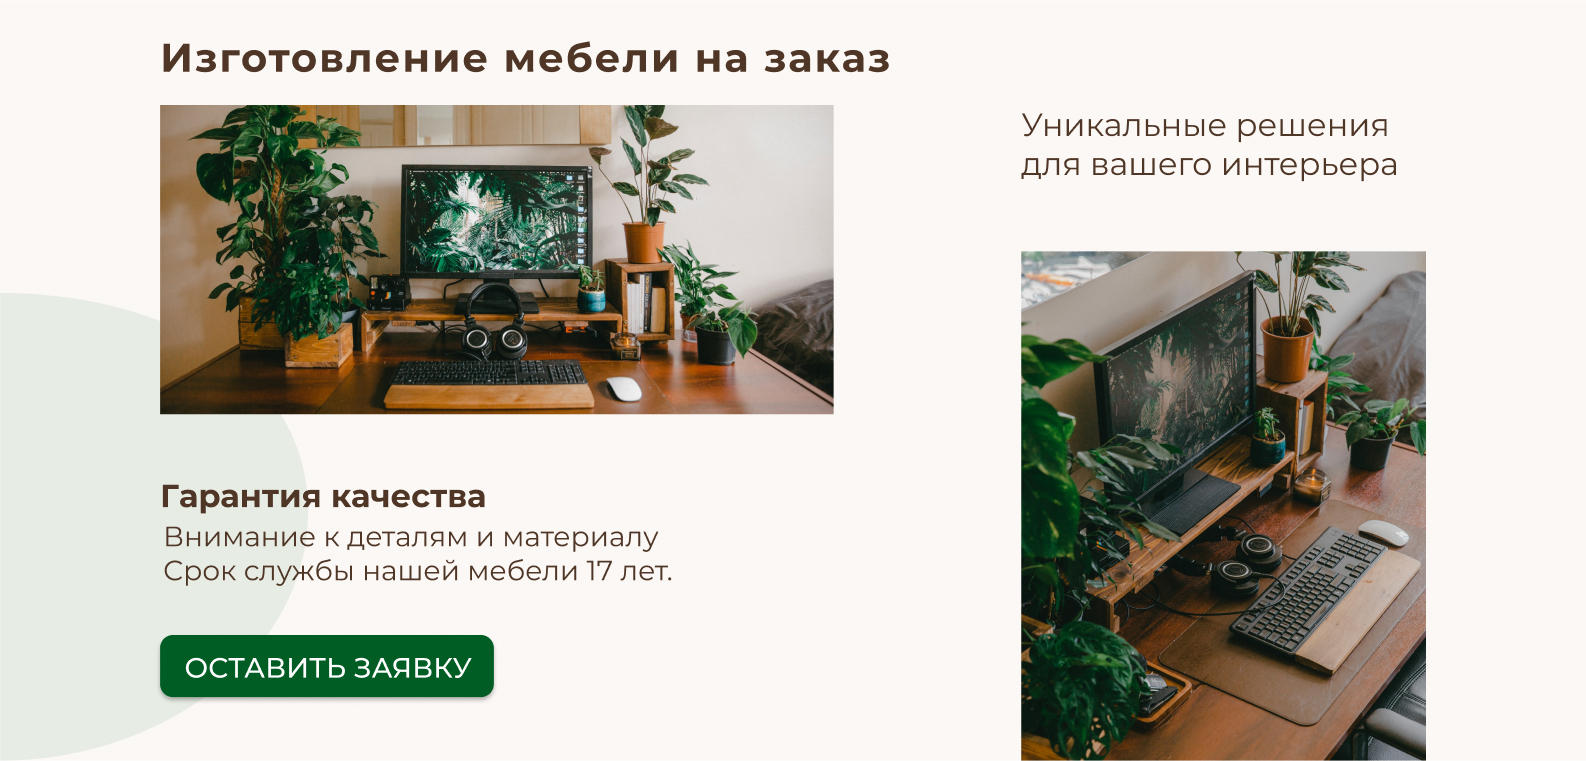 Изготовление мебели на заказ
Уникальные решения
для вашего интерьера
Гарантия качества
Внимание к деталям и материалу
Срок службы нашей мебели 17 лет.
ОСТАВИТЬ ЗАЯВКУ